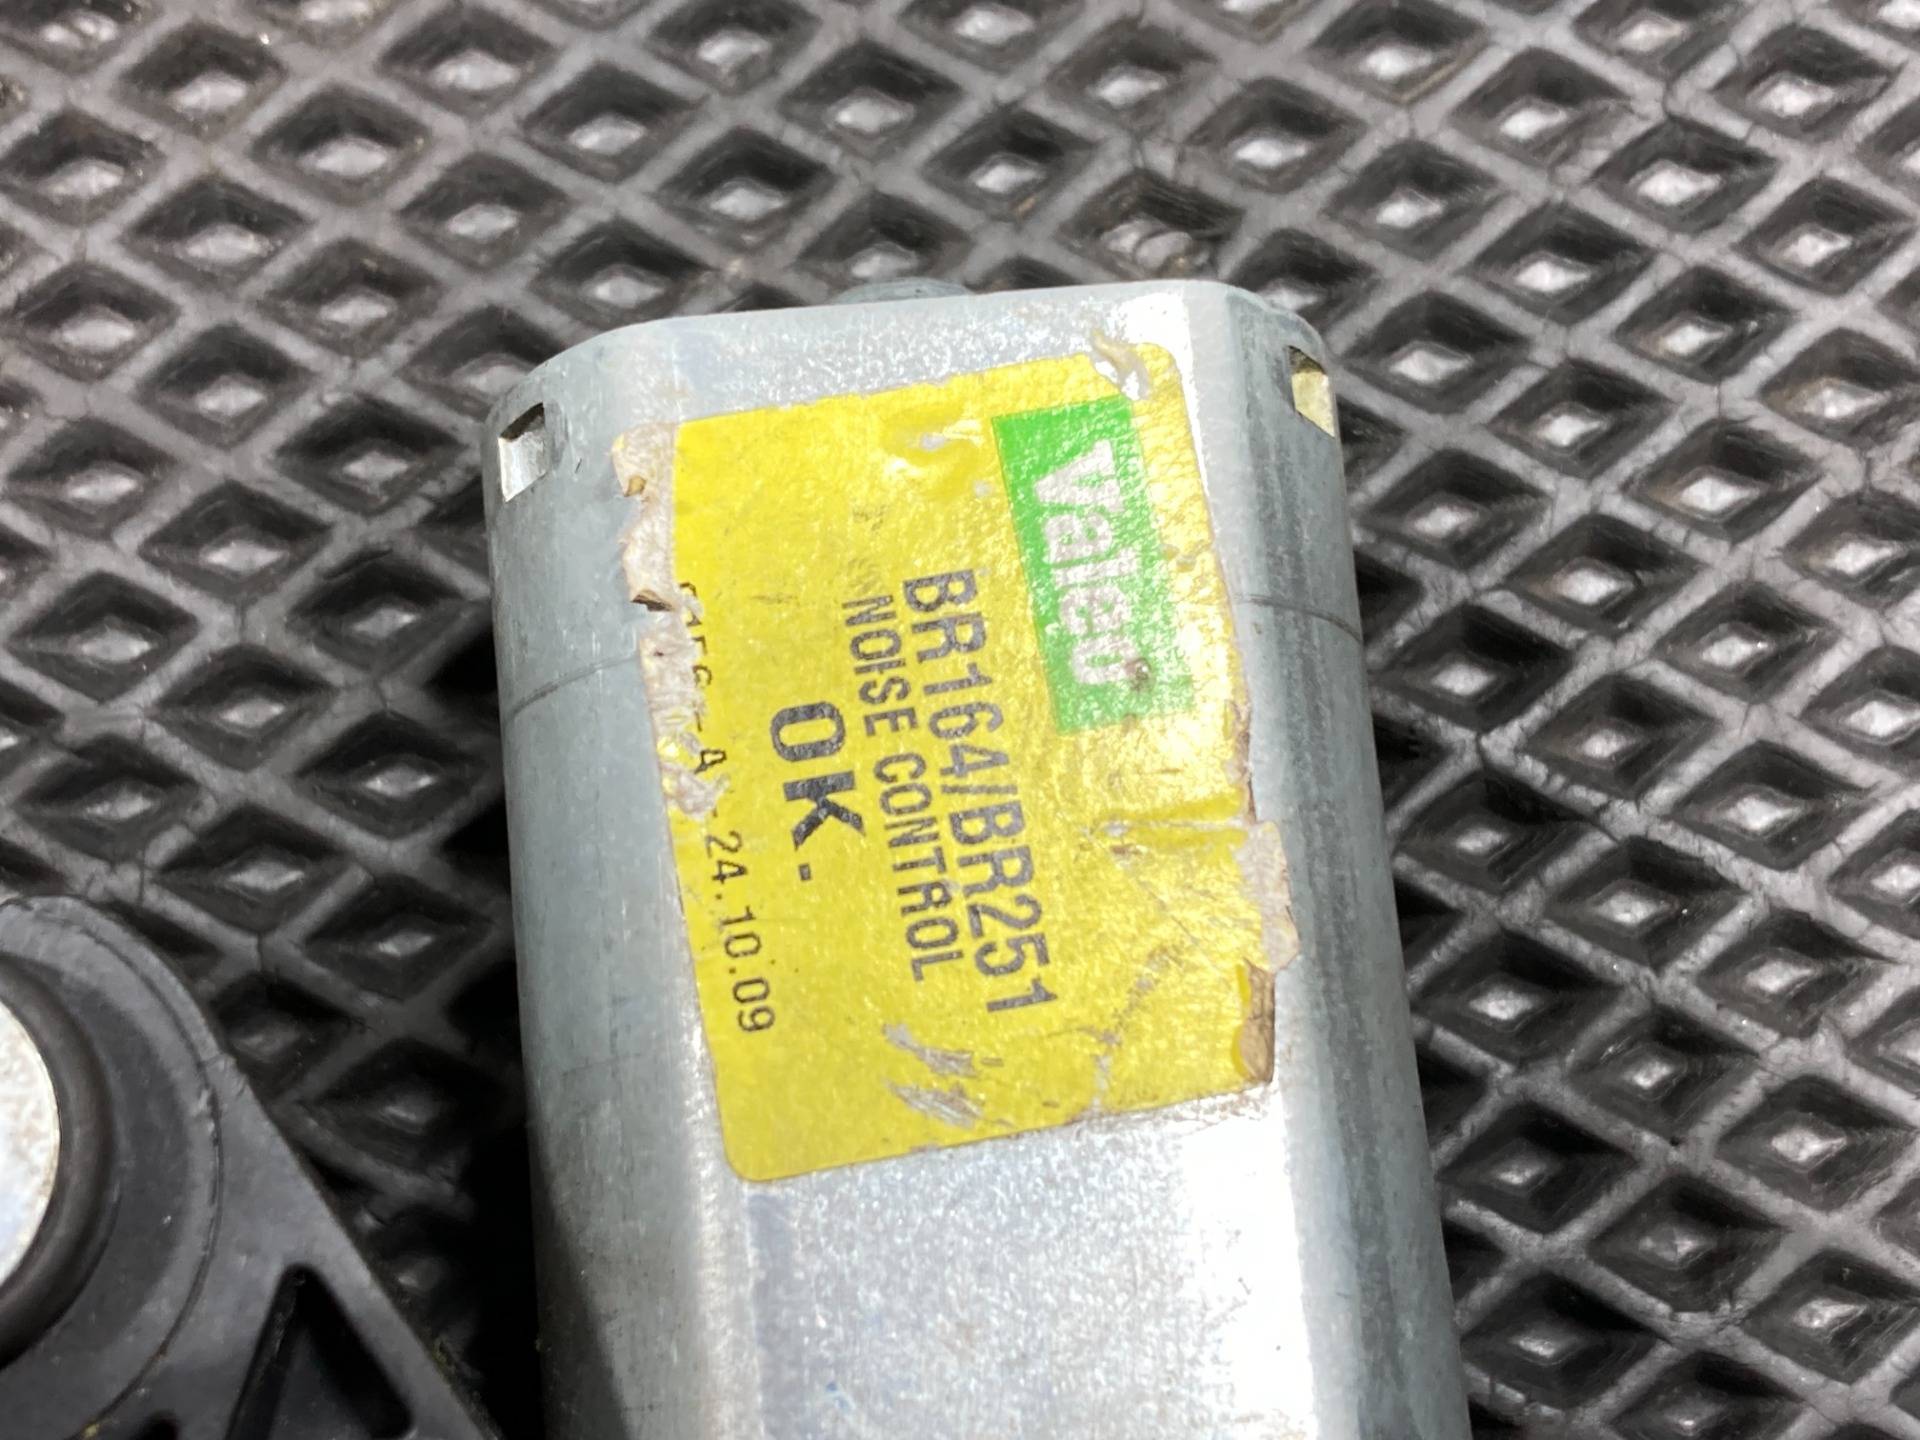 Valeo
BR164/BR251
NOISE CONTROL
OK.
-A 24.10.09